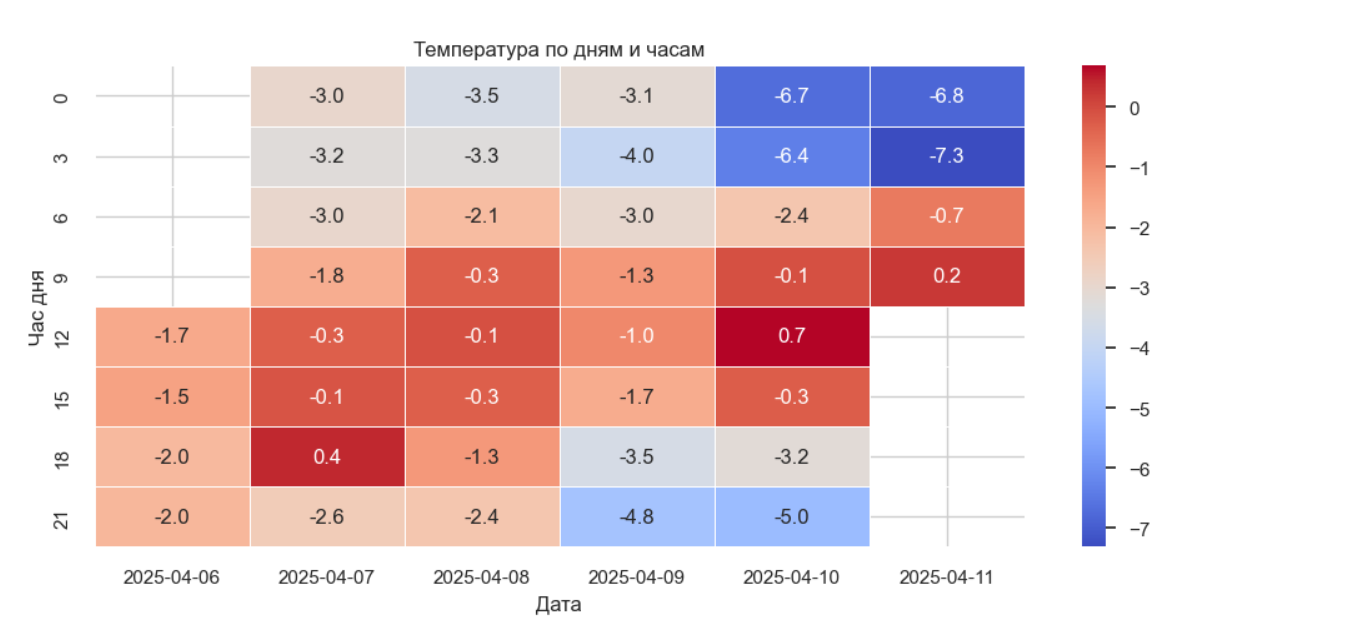 Температура по дням и часам
0 -3.0 -3.5 -3.1 -6.7 -6.8
3 -3.2 -3.3 -4.0 -6.4 -7.3
6 -3.0 -2.1 -3.0 -2.4 -0.7
9 -1.8 -0.3 -1.3 -0.1 0.2
12 -1.7 -0.3 -0.1 -1.0 0.7
15 -1.5 -0.1 -0.3 -1.7 -0.3
18 -2.0 0.4 -1.3 -3.5 -3.2
21 -2.0 -2.6 -2.4 -4.8 -5.0
Час дня
2025-04-06 2025-04-07 2025-04-08 2025-04-09 2025-04-10 2025-04-11
Дата
0
−1
−2
−3
−4
−5
−6
−7